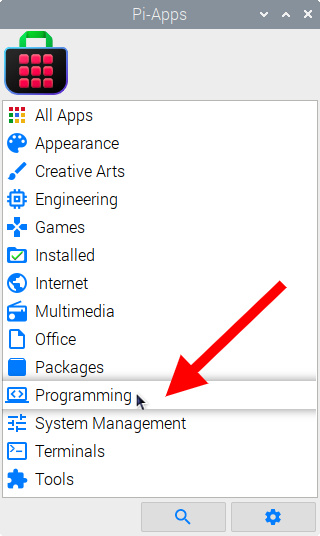 Pi-Apps
All Apps
Appearance
Creative Arts
Engineering
Games
Installed
Internet
Multimedia
Office
Packages
Programming
System Management
Terminals
Tools